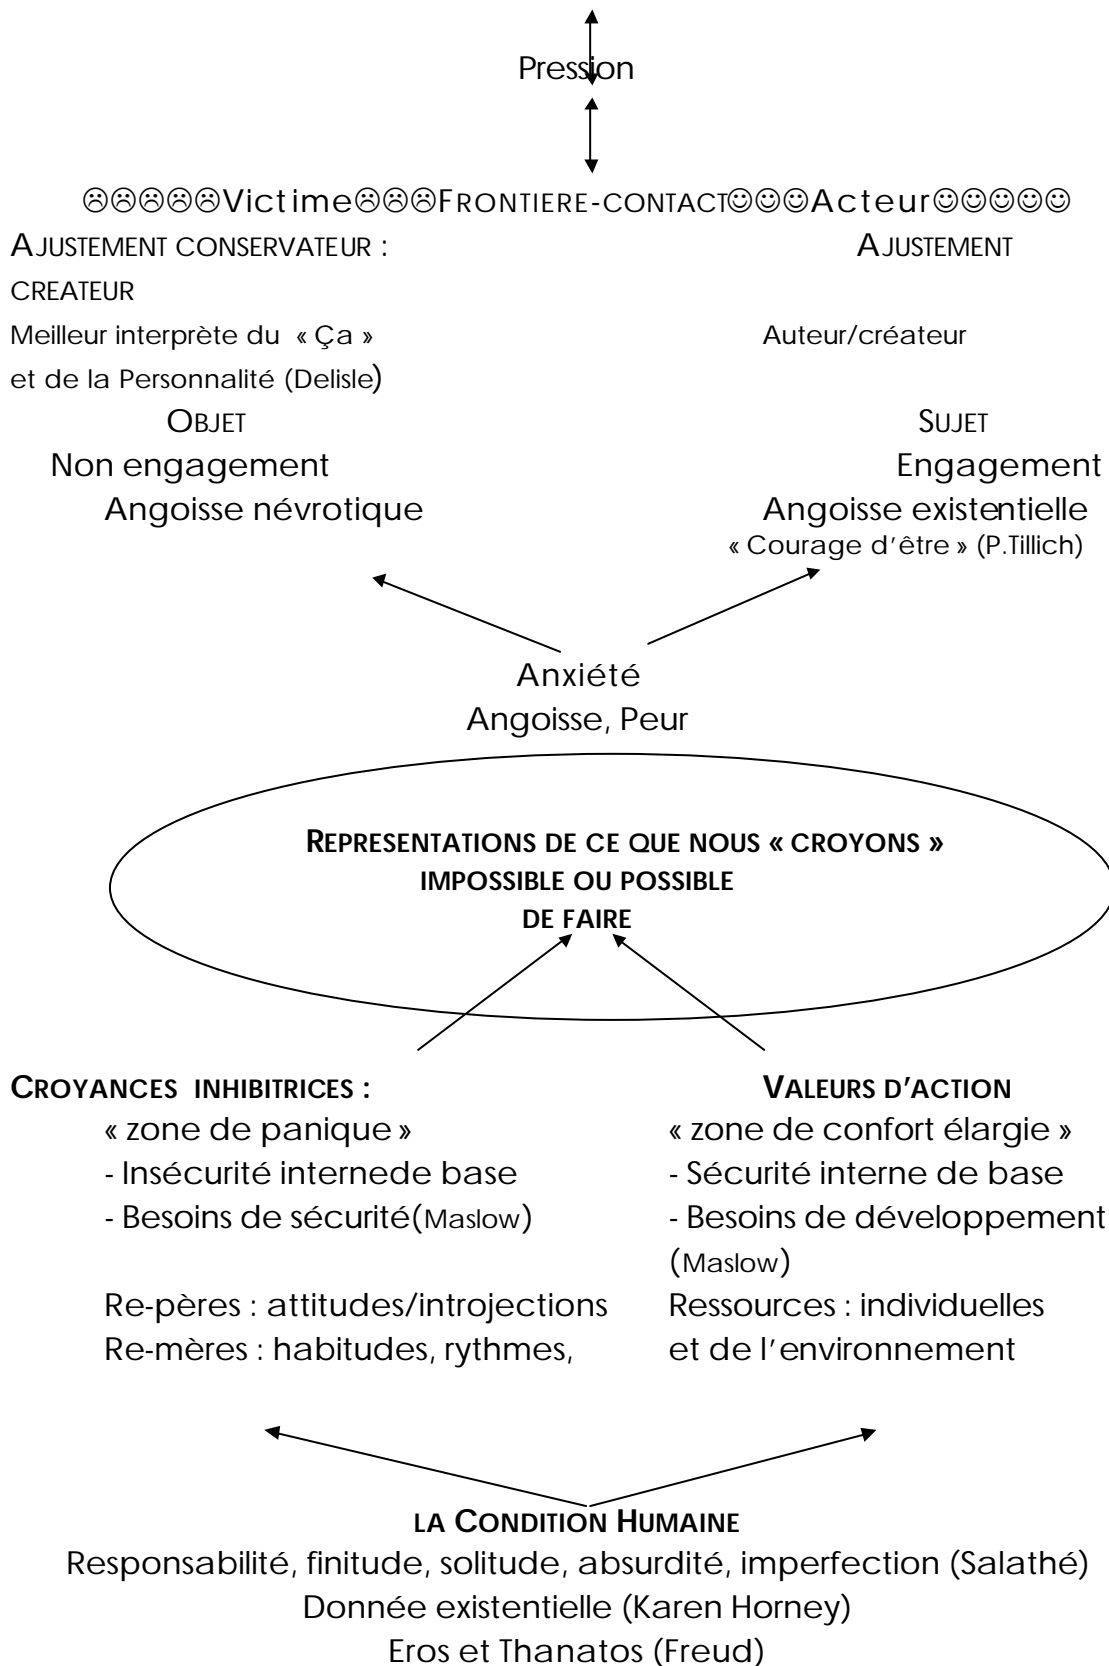 Pression
☹☹☹☹☹Victime☹☹☹FRONTIERE-CONTACT☺☺☺Acteur☺☺☺☺☺
AJUSTEMENT CONSERVATEUR : AJUSTEMENT
CREATEUR
Meilleur interprète du « Ça » Auteur/créateur
et de la Personnalité (Delisle)
OBJET SUJET
Non engagement Engagement
Angoisse névrotique Angoisse existentielle
« Courage d’être » (P.Tillich)
Anxiété
Angoisse, Peur
REPRESENTATIONS DE CE QUE NOUS « CROYONS »
IMPOSSIBLE OU POSSIBLE
DE FAIRE
CROYANCES INHIBITRICES : VALEURS D’ACTION
« zone de panique » « zone de confort élargie »
- Insécurité internede base - Sécurité interne de base
- Besoins de sécurité(Maslow) - Besoins de développement
(Maslow)
Re-pères : attitudes/introjections Ressources : individuelles
Re-mères : habitudes, rythmes, et de l’environnement
LA CONDITION HUMAINE
Responsabilité, finitude, solitude, absurdité, imperfection (Salathé)
Donnée existentielle (Karen Horney)
Eros et Thanatos (Freud)